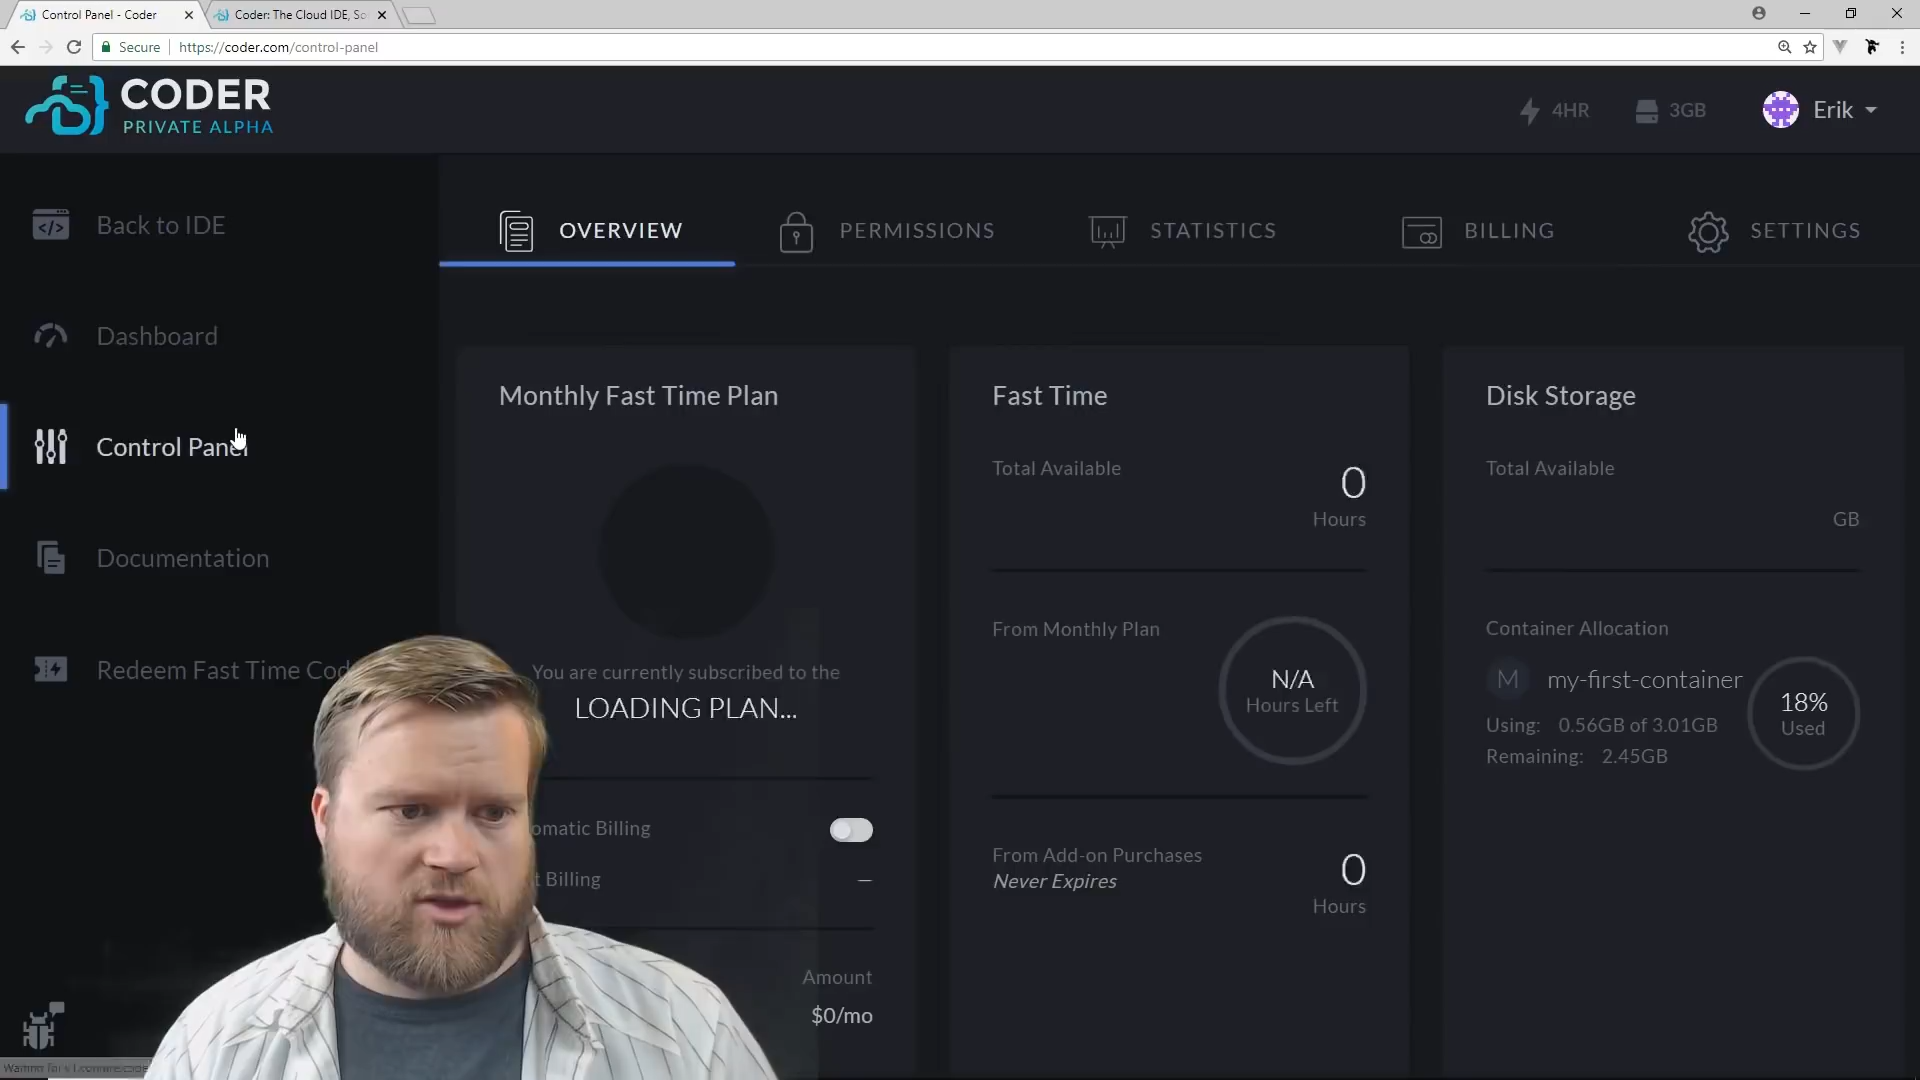 Control Panel - Coder
Coder: The Cloud IDE, So
Secure
https://coder.com/control-panel
CODER
PRIVATE ALPHA
4HR
3GB
Erik
Back to IDE
Dashboard
Control Panel
Documentation
Redeem Fast Time Cod
OVERVIEW
PERMISSIONS
STATISTICS
BILLING
SETTINGS
Monthly Fast Time Plan
You are currently subscribed to the
LOADING PLAN...
omatic Billing
t Billing
—
Amount
$0/mo
Fast Time
Total Available
0
Hours
From Monthly Plan
N/A
Hours Left
From Add-on Purchases
Never Expires
0
Hours
Disk Storage
Total Available
GB
Container Allocation
M
my-first-container
Using: 0.56GB of 3.01GB
Remaining: 2.45GB
18%
Used